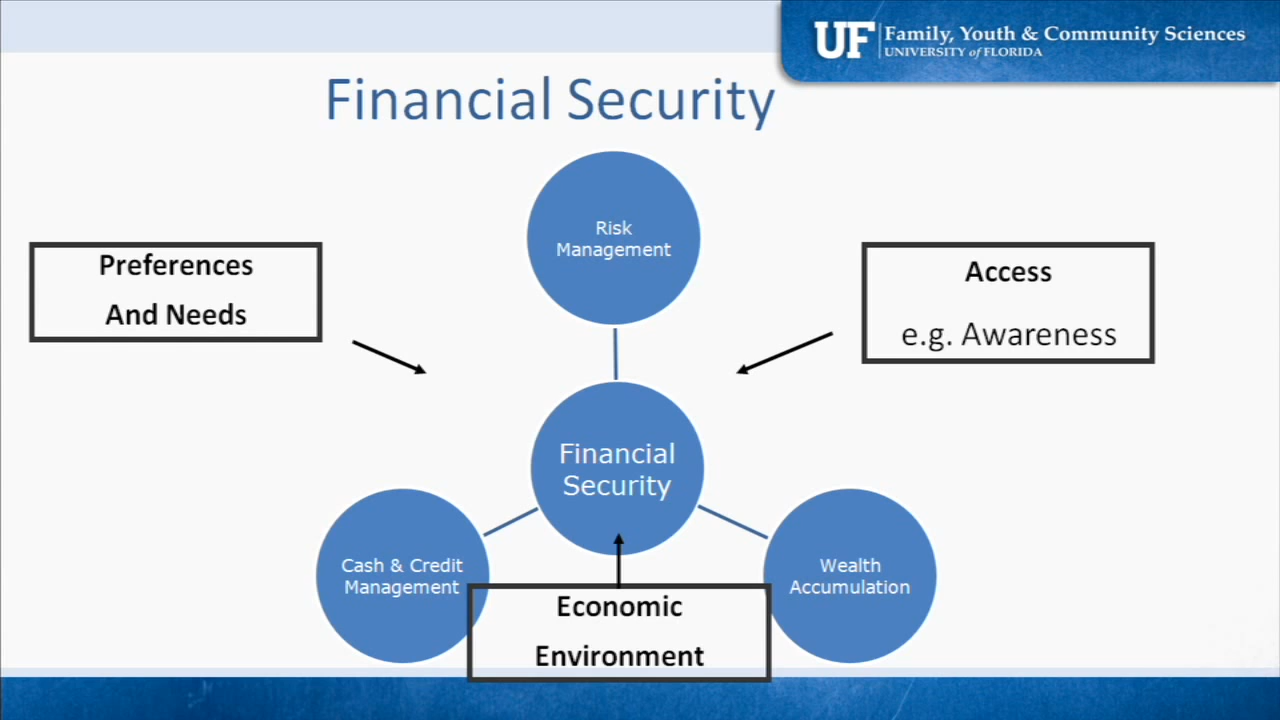 UF
Family, Youth & Community Sciences
UNIVERSITY of FLORIDA
Financial Security
Risk
Management
Preferences
And Needs
Access
e.g. Awareness
Financial
Security
Cash & Credit
Management
Wealth
Accumulation
Economic
Environment